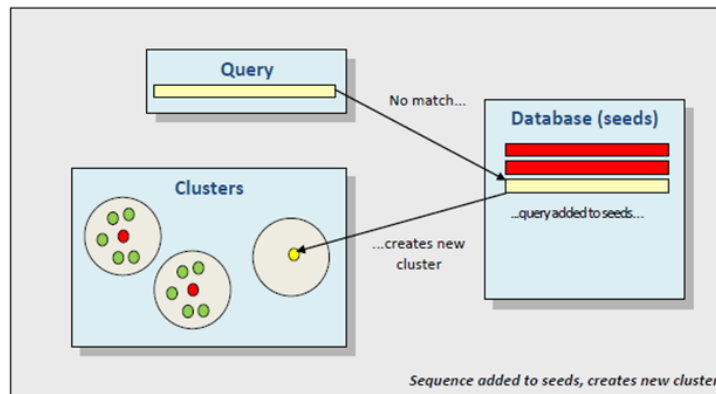 Query
No match...
Database (seeds)
...query added to seeds...
Clusters
...creates new
cluster
Sequence added to seeds, creates new cluster